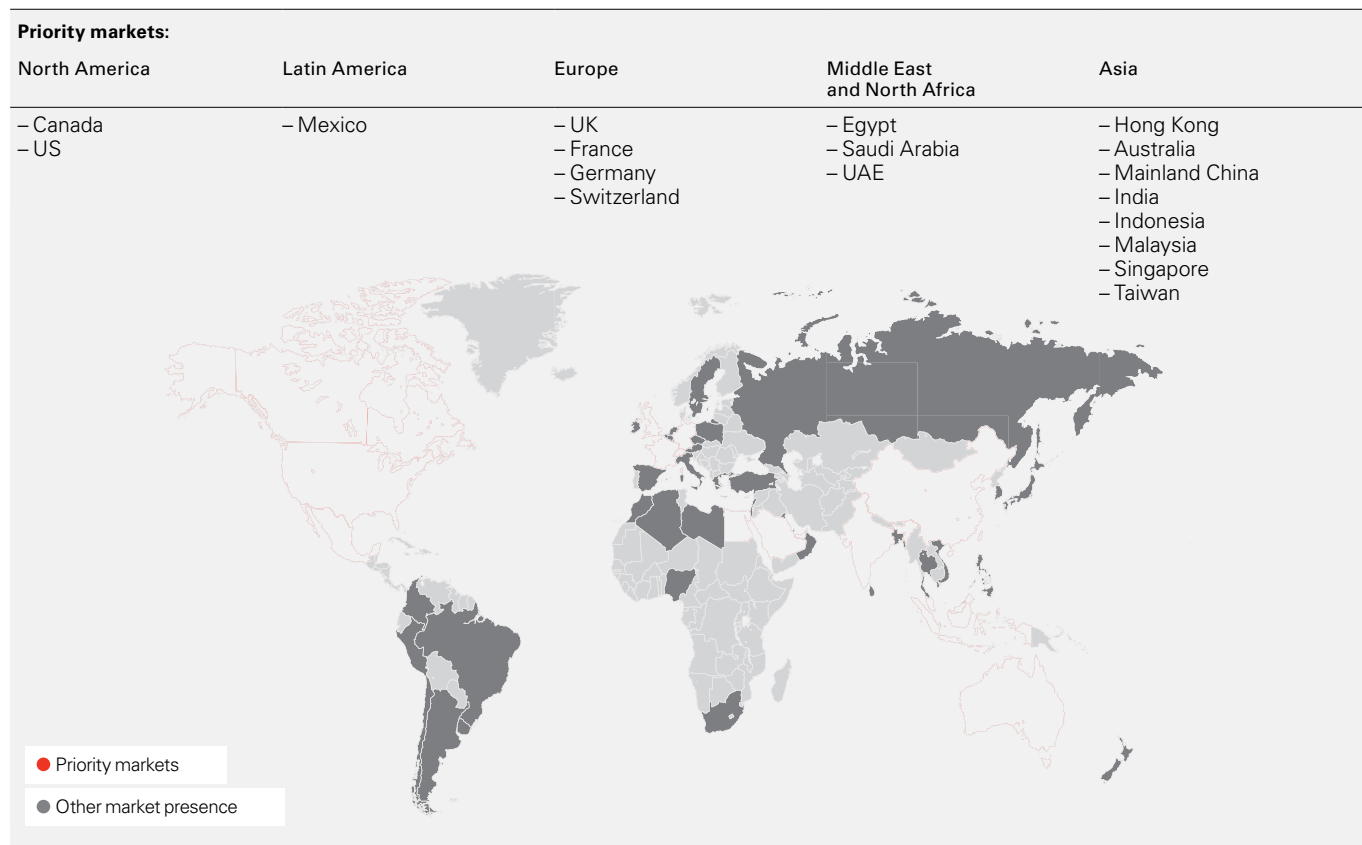 Priority markets:
North America
Latin America
Europe
Middle East
and North Africa
Asia
– Canada
– US
– Mexico
– UK
– France
– Germany
– Switzerland
– Egypt
– Saudi Arabia
– UAE
– Hong Kong
– Australia
– Mainland China
– India
– Indonesia
– Malaysia
– Singapore
– Taiwan
Priority markets
Other market presence